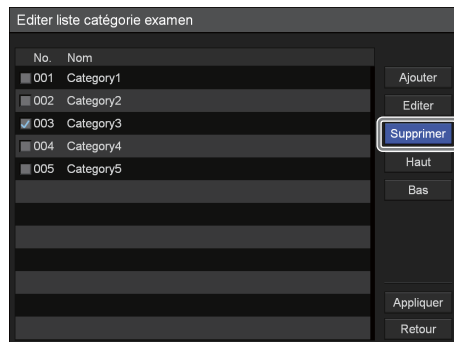 Editer liste catégorie examen
No. Nom
001 Category1
002 Category2
003 Category3
004 Category4
005 Category5
Ajouter
Editer
Supprimer
Haut
Bas
Appliquer
Retour